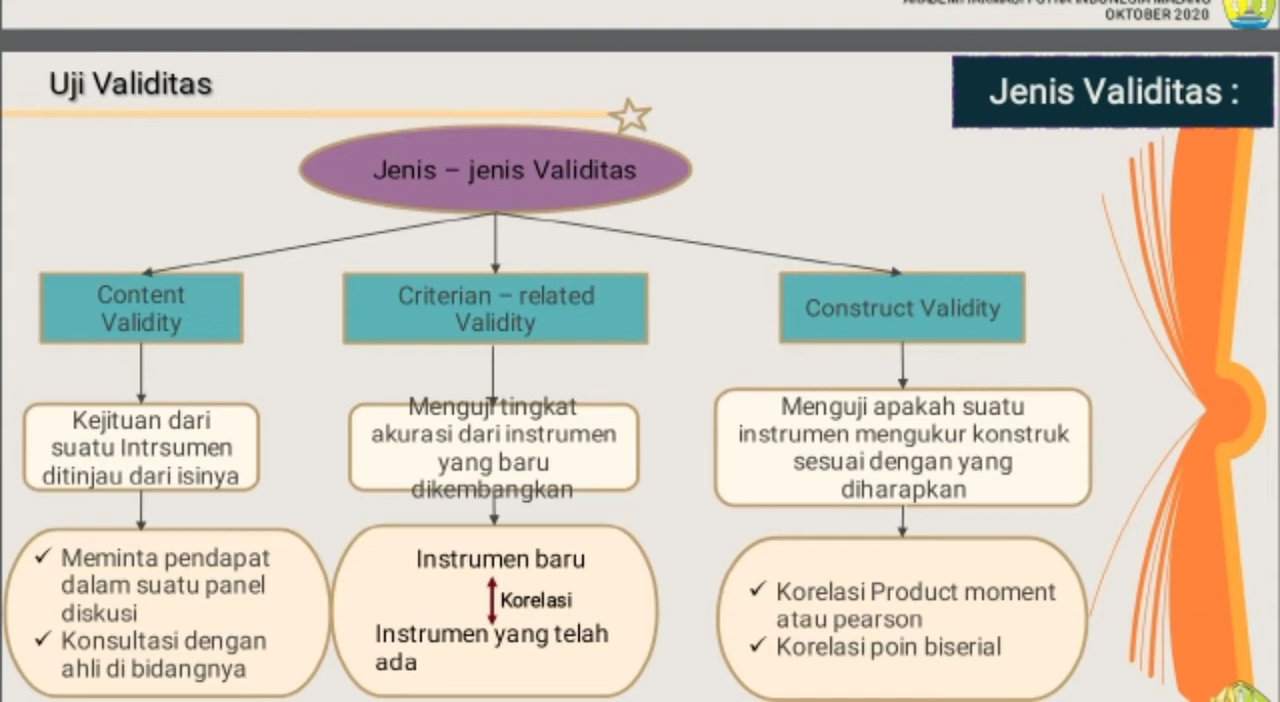 OKTOBER 2020
Uji Validitas
Jenis Validitas :
Jenis – jenis Validitas
Content
Validity
Kejituan dari
suatu Intrsumen
ditinjau dari isinya
✓ Meminta pendapat
dalam suatu panel
diskusi
✓ Konsultasi dengan
ahli di bidangnya
Criterian – related
Validity
Menguji tingkat
akurasi dari instrumen
yang baru
dikembangkan
Instrumen baru
Korelasi
Instrumen yang telah
ada
Construct Validity
Menguji apakah suatu
instrumen mengukur konstruk
sesuai dengan yang
diharapkan
✓ Korelasi Product moment
atau pearson
✓ Korelasi poin biserial